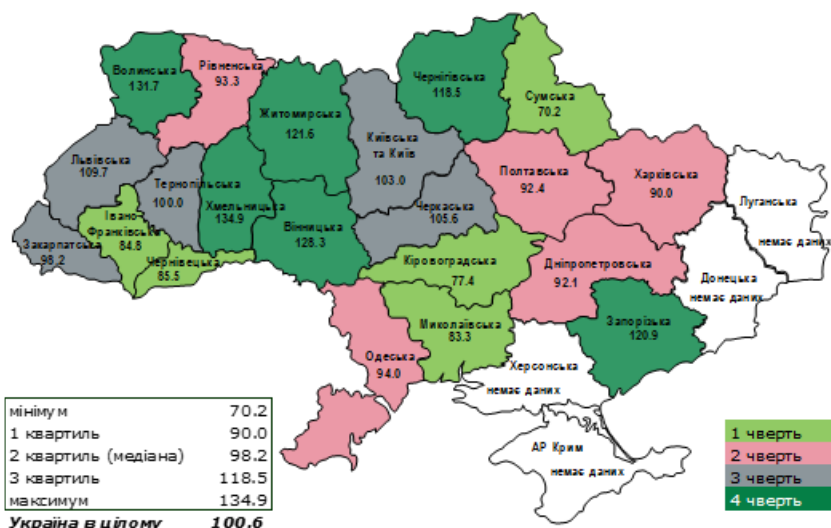 Волинська
131.7
Рівненська
93.3
Житомирська
121.6
Київська
та Київ
103.0
Чернігівська
118.5
Сумська
70.2
Львівська
109.7
Тернопільська
100.0
Хмельницька
134.9
Вінницька
128.3
Черкаська
105.6
Полтавська
92.4
Харківська
90.0
Луганська
немає даних
Закарпатська
98.2
Івано-
Франківська
84.8
Чернівецька
85.5
Кіровоградська
77.4
Дніпропетровська
92.1
Донецька
немає даних
Одеська
94.0
Миколаївська
83.3
Запорізька
120.9
Херсонська
немає даних
АР Крим
немає даних
мінімум 70.2
1 квартиль 90.0
2 квартиль (медіана) 98.2
3 квартиль 118.5
максимум 134.9
Україна в цілому 100.6
1 чверть
2 чверть
3 чверть
4 чверть